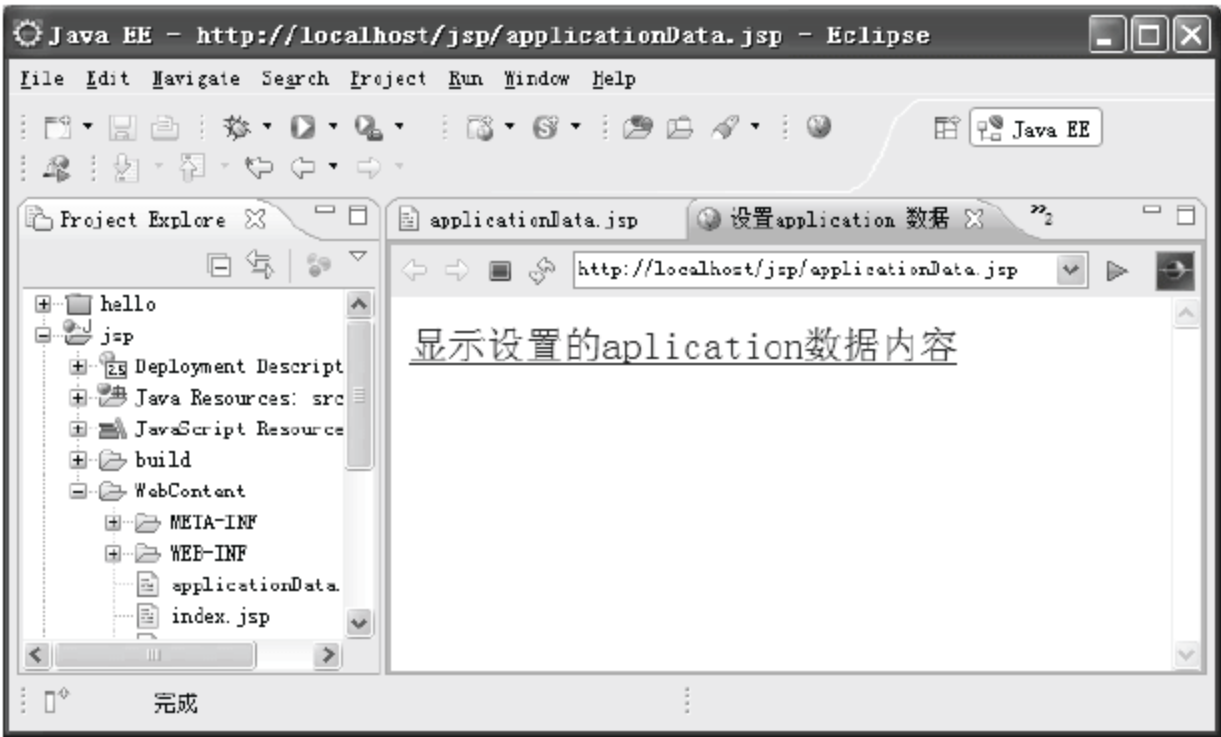 Java EE - http://localhost/jsp/applicationData.jsp - Eclipse
File Edit Navigate Search Project Run Window Help
Java EE
Project Explore
applicationData.jsp
设置application 数据
»2
http://localhost/jsp/applicationData.jsp
hello
jsp
2.5 Deployment Descript
Java Resources: src
JavaScript Resource
build
WebContent
META-INF
WEB-INF
applicationData.
index.jsp
显示设置的aplication数据内容
完成